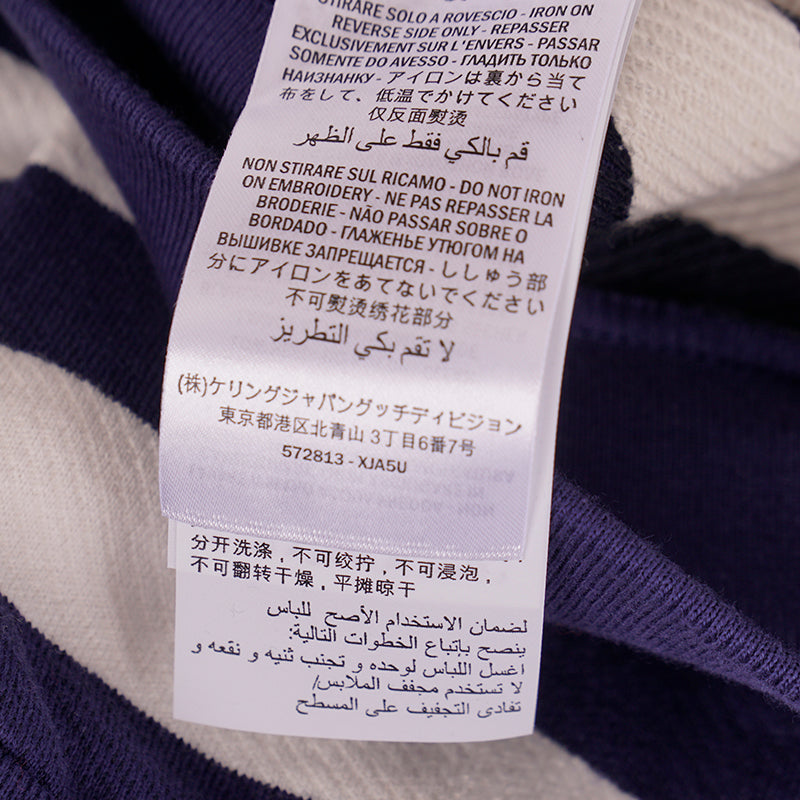 STIRARE SOLO A ROVESCIO - IRON ON
REVERSE SIDE ONLY - REPASSER
EXCLUSIVEMENT SUR L'ENVERS - PASSAR
SOMENTE DO AVESSO - ГЛАДИТЬ ТОЛЬКО
НАИЗНАНКУ - アイロンは裏から当て
布をして、低温でかけてください
仅反面熨烫
قم بالكي فقط على الظهر
NON STIRARE SUL RICAMO - DO NOT IRON
ON EMBROIDERY - NE PAS REPASSER LA
BRODERIE - NÃO PASSAR SOBRE O
BORDADO - ГЛАЖЕНЬЕ УТЮГОМ НА
ВЫШИВКЕ ЗАПРЕЩАЕТСЯ - ししゅう部
分にアイロンをあてないでください
不可熨烫绣花部分
لا تقم بكي التطريز
(株)ケリングジャパングッチディビジョン
東京都港区北青山 3丁目6番7号
572813 - XJA5U
分开洗涤, 不可绞拧, 不可浸泡,
不可翻转干燥, 平摊晾干
لضمان الاستخدام الأصح للباس
ينصح بإتباع الخطوات التالية:
اغسل اللباس لوحده و تجنب ثنيه و نقعه و
لا تستخدم مجفف الملابس/
تفادى التجفيف على المسطح